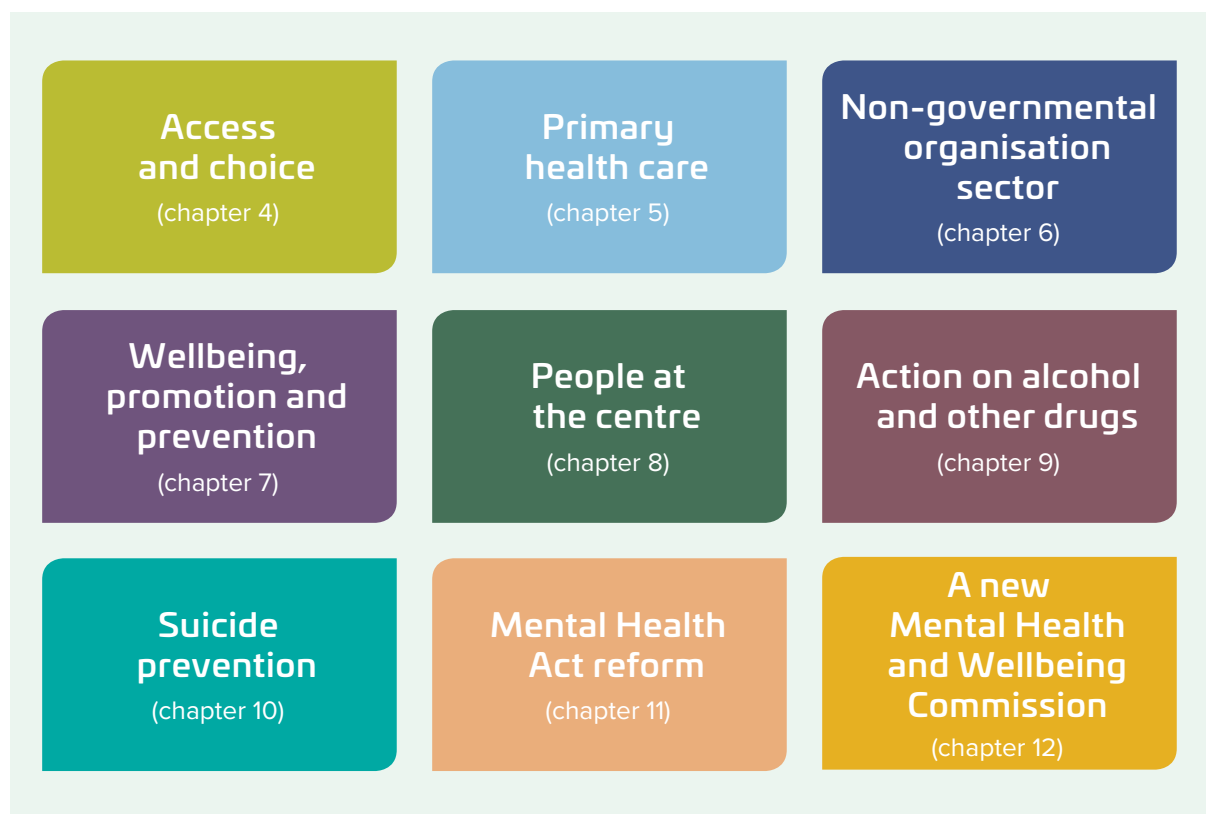 Access
and choice
(chapter 4)
Primary
health care
(chapter 5)
Non-governmental
organisation
sector
(chapter 6)
Wellbeing,
promotion and
prevention
(chapter 7)
People at
the centre
(chapter 8)
Action on alcohol
and other drugs
(chapter 9)
Suicide
prevention
(chapter 10)
Mental Health
Act reform
(chapter 11)
A new
Mental Health
and Wellbeing
Commission
(chapter 12)